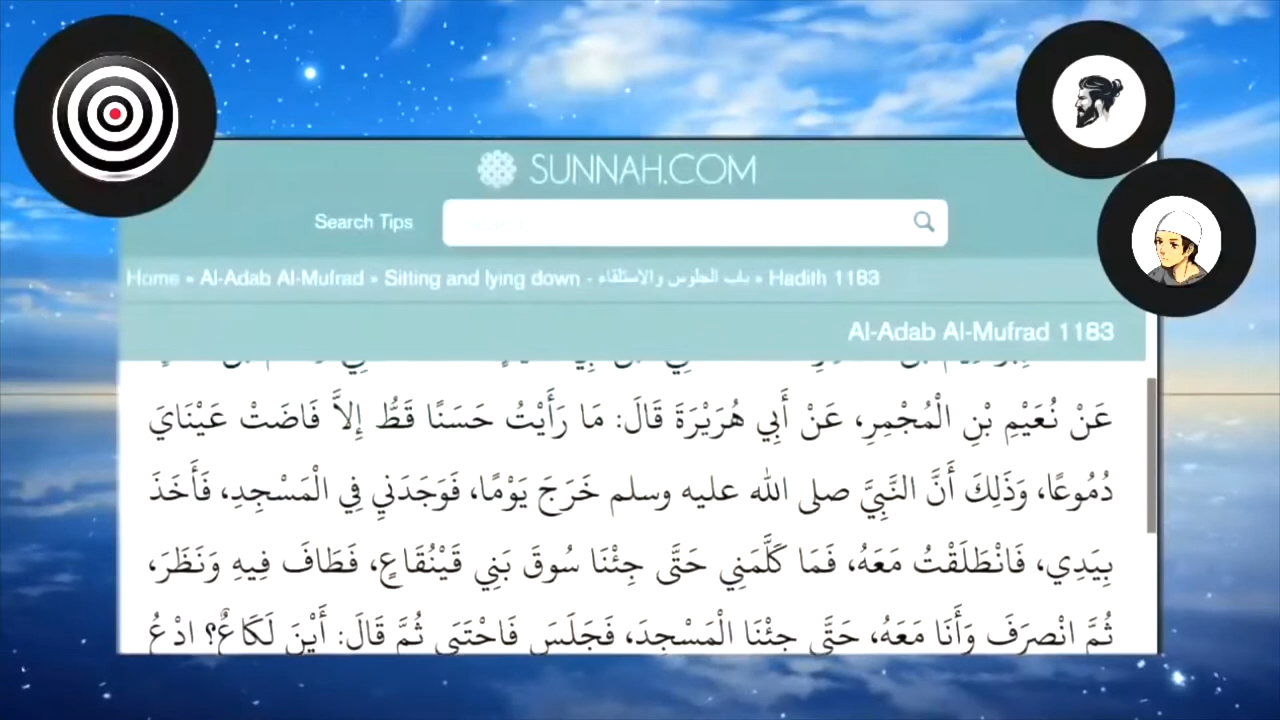 SUNNAH.COM
Search Tips
Home » Al-Adab Al-Mufrad » Sitting and lying down - باب الجلوس والاستلقاء » Hadith 1183
Al-Adab Al-Mufrad 1183
عَنْ نُعَيْمِ بْنِ الْمُجْمِرِ، عَنْ أَبِي هُرَيْرَةَ قَالَ: مَا رَأَيْتُ حَسَنًا قَطُّ إِلاَّ فَاضَتْ عَيْنَايَ
دُمُوعًا، وَذَلِكَ أَنَّ النَّبِيَّ صلى الله عليه وسلم خَرَجَ يَوْمًا، فَوَجَدَنِي فِي الْمَسْجِدِ، فَأَخَذَ
بِيَدِي، فَانْطَلَقْتُ مَعَهُ، فَمَا كَلَّمَنِي حَتَّى جِئْنَا سُوقَ بَنِي قَيْنُقَاعٍ، فَطَافَ فِيهِ وَنَظَرَ،
ثُمَّ انْصَرَفَ وَأَنَا مَعَهُ، حَتَّى جِئْنَا الْمَسْجِدَ، فَجَلَسَ فَاحْتَبَى ثُمَّ قَالَ: أَيْنَ لَكَاعٌ؟ ادْعُ